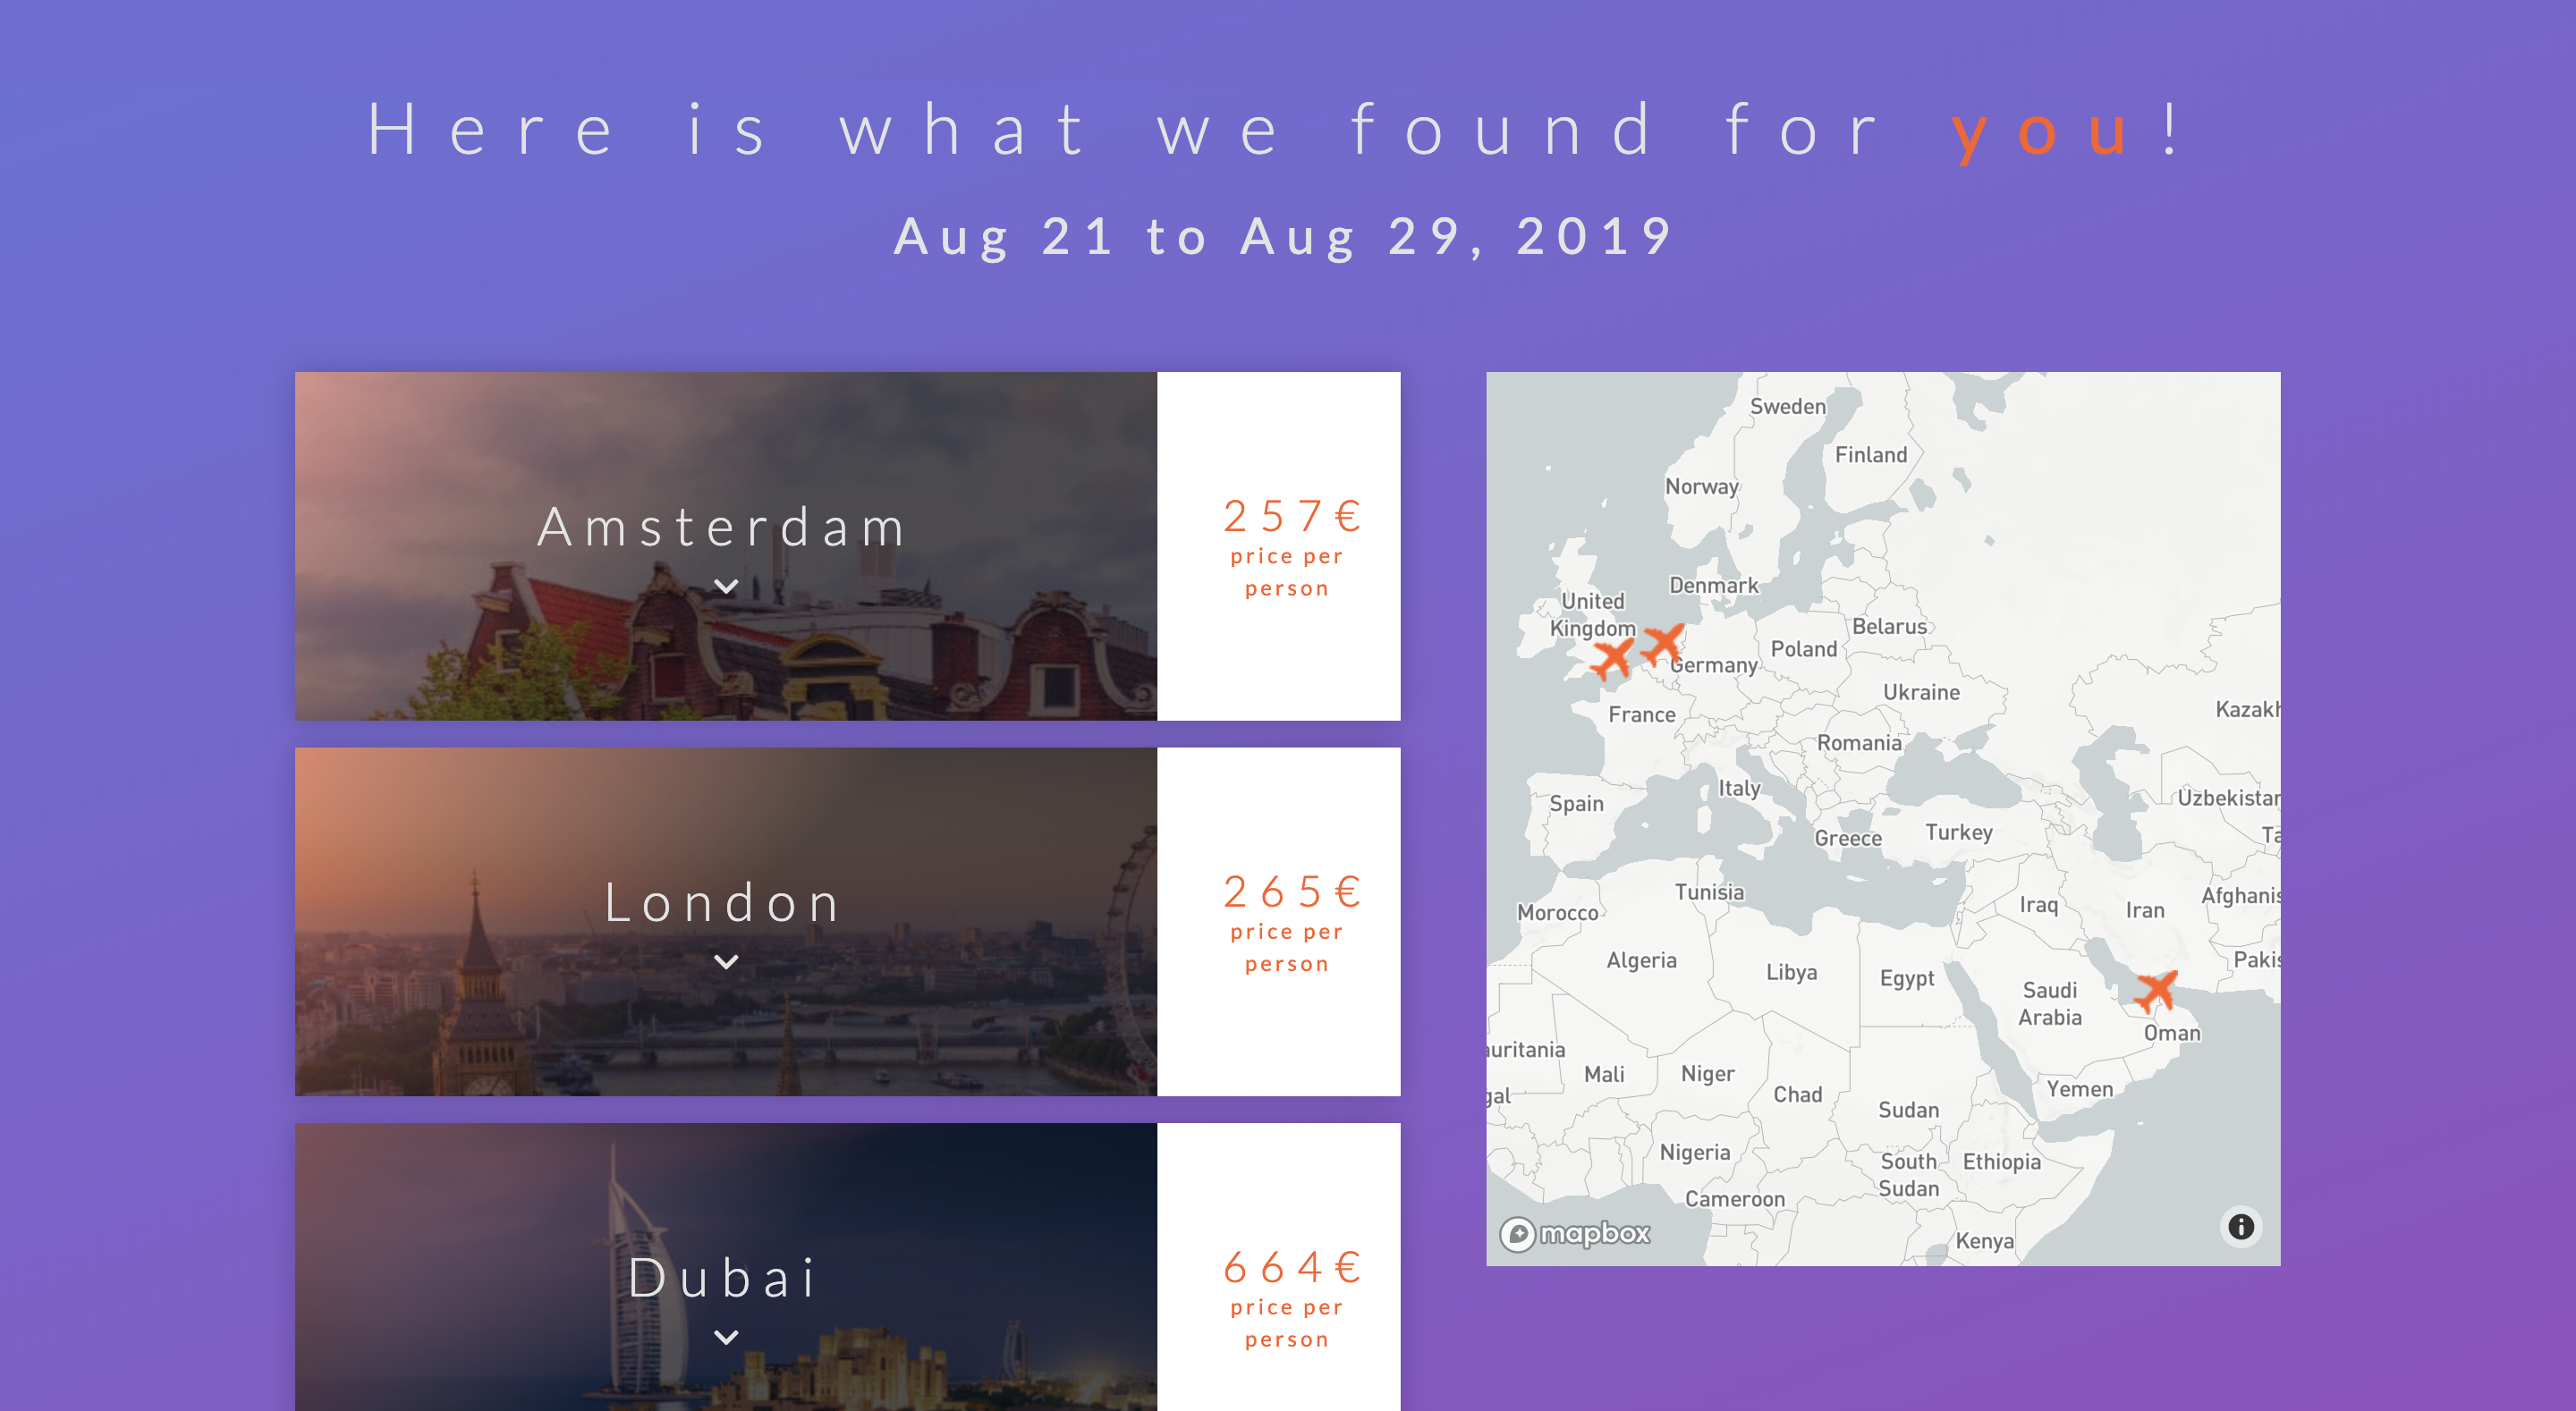 Here is what we found for you!
Aug 21 to Aug 29, 2019
Amsterdam
257€
price per
person
London
265€
price per
person
Dubai
664€
price per
person
Sweden
Finland
Norway
Denmark
United
Kingdom
Belarus
Poland
Germany
Ukraine
France
Kazakh
Romania
Italy
Uzbekistan
Spain
Turkey
Greece
Ta
Tunisia
Afghanis
Iraq
Iran
Morocco
Algeria
Pakis
Libya
Egypt
Saudi
Arabia
Oman
auritania
Mali
Niger
Yemen
Chad
gal
Sudan
Nigeria
South
Sudan
Ethiopia
Cameroon
mapbox
Kenya